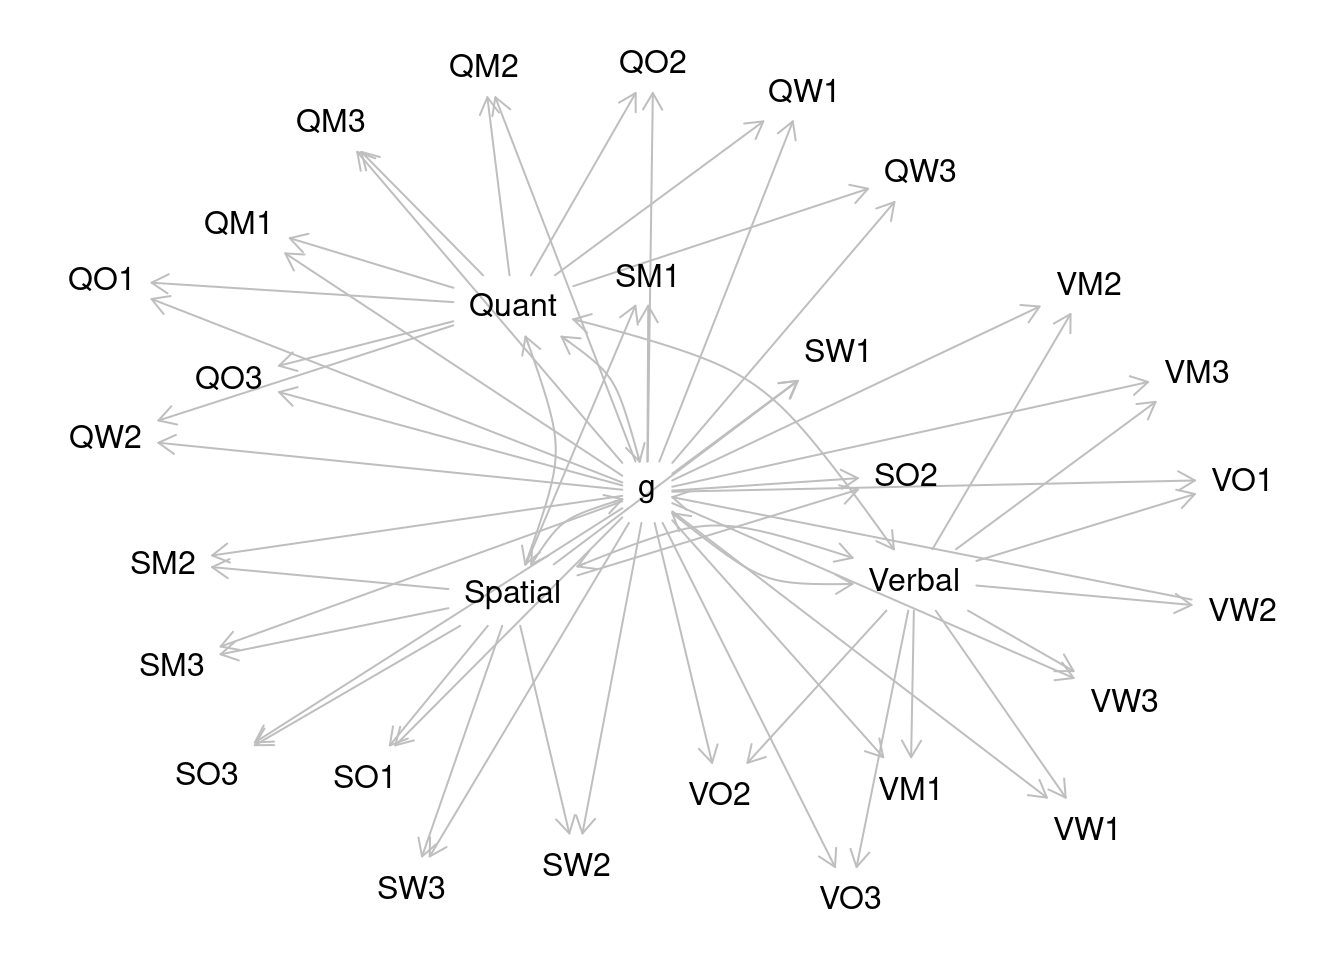 QM2
QO2
QW1
QM3
QW3
QM1
QO1
SM1
VM2
Quant
SW1
VM3
QO3
QW2
SO2
VO1
g
SM2
Verbal
Spatial
VW2
SM3
VW3
SO3
SO1
VO2
VM1
VW1
SW2
SW3
VO3